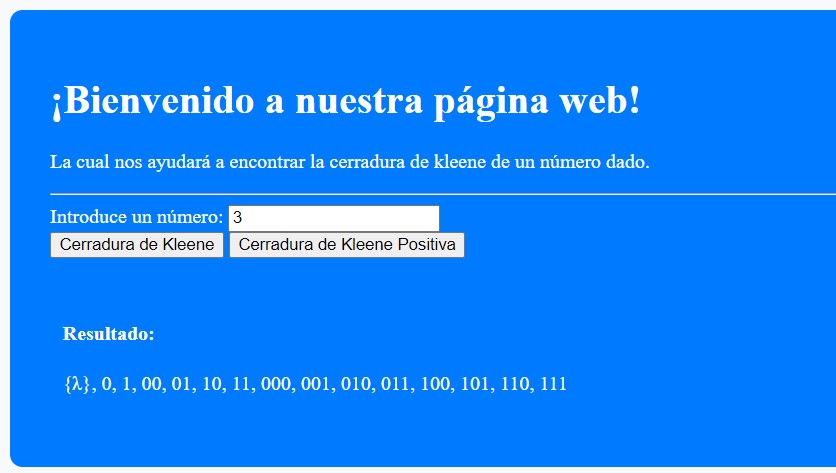 ¡Bienvenido a nuestra página web!
La cual nos ayudará a encontrar la cerradura de kleene de un número dado.
Introduce un número: 3
Cerradura de Kleene Cerradura de Kleene Positiva
Resultado:
{λ}, 0, 1, 00, 01, 10, 11, 000, 001, 010, 011, 100, 101, 110, 111